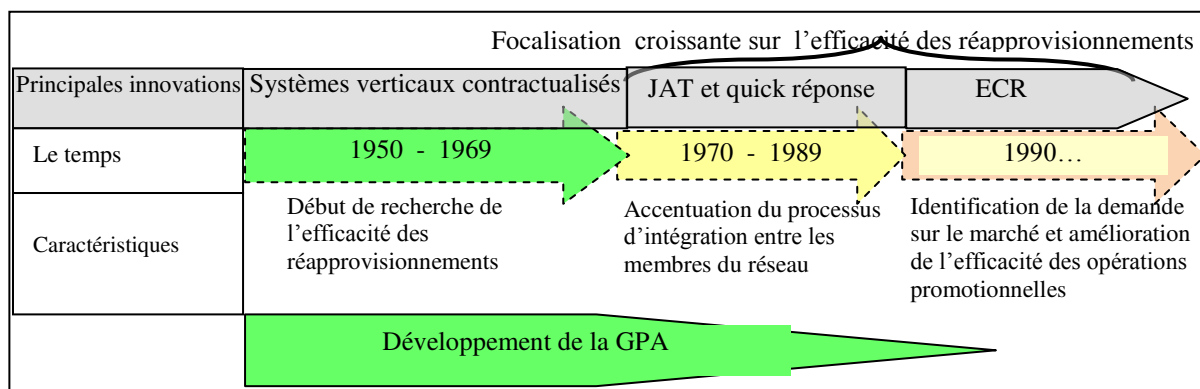 Focalisation croissante sur l’efficacité des réapprovisionnements
Principales innovations
Systèmes verticaux contractualisés
JAT et quick réponse
ECR
Le temps
1950 - 1969
1970 - 1989
1990…
Caractéristiques
Début de recherche de
l’efficacité des
réapprovisionnements
Accentuation du processus
d’intégration entre les
membres du réseau
Identification de la demande
sur le marché et amélioration
de l’efficacité des opérations
promotionnelles
Développement de la GPA